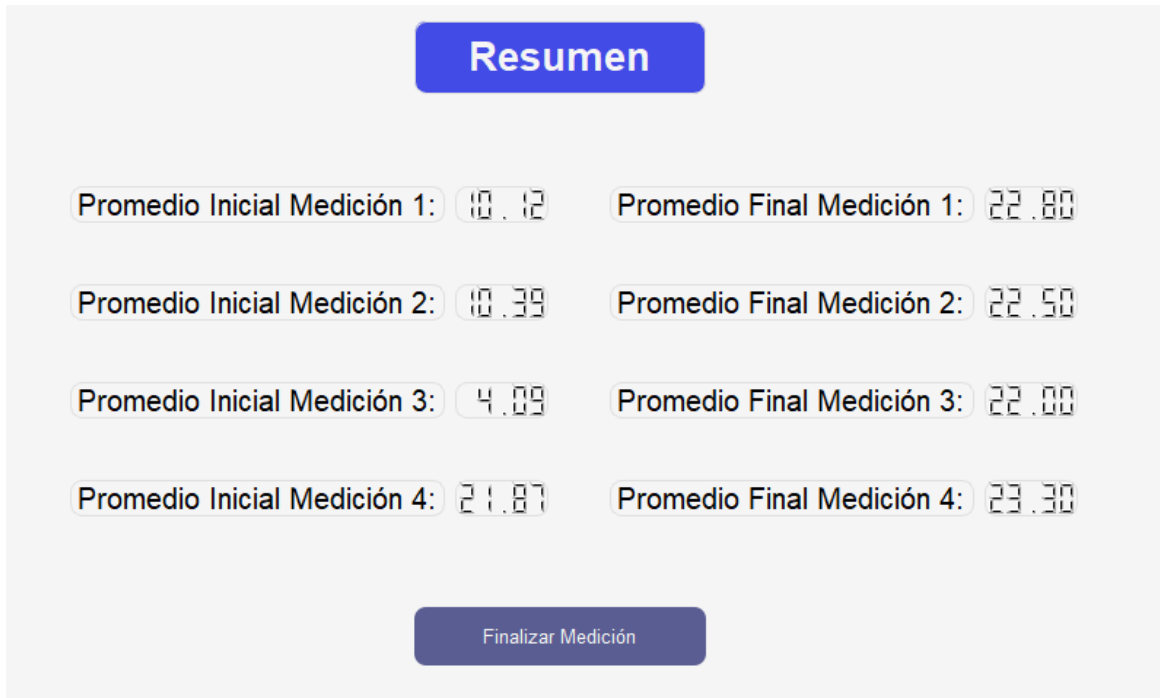 Resumen
Promedio Inicial Medición 1: 10.12 Promedio Final Medición 1: 22.80
Promedio Inicial Medición 2: 10.39 Promedio Final Medición 2: 22.50
Promedio Inicial Medición 3: 4.09 Promedio Final Medición 3: 22.00
Promedio Inicial Medición 4: 21.87 Promedio Final Medición 4: 23.30
Finalizar Medición